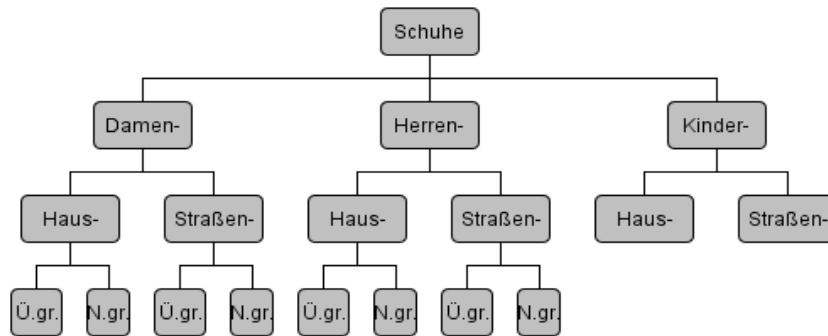 Schuhe
Damen-
Herren-
Kinder-
Haus-
Straßen-
Haus-
Straßen-
Haus-
Straßen-
Ü.gr.
N.gr.
Ü.gr.
N.gr.
Ü.gr.
N.gr.
Ü.gr.
N.gr.